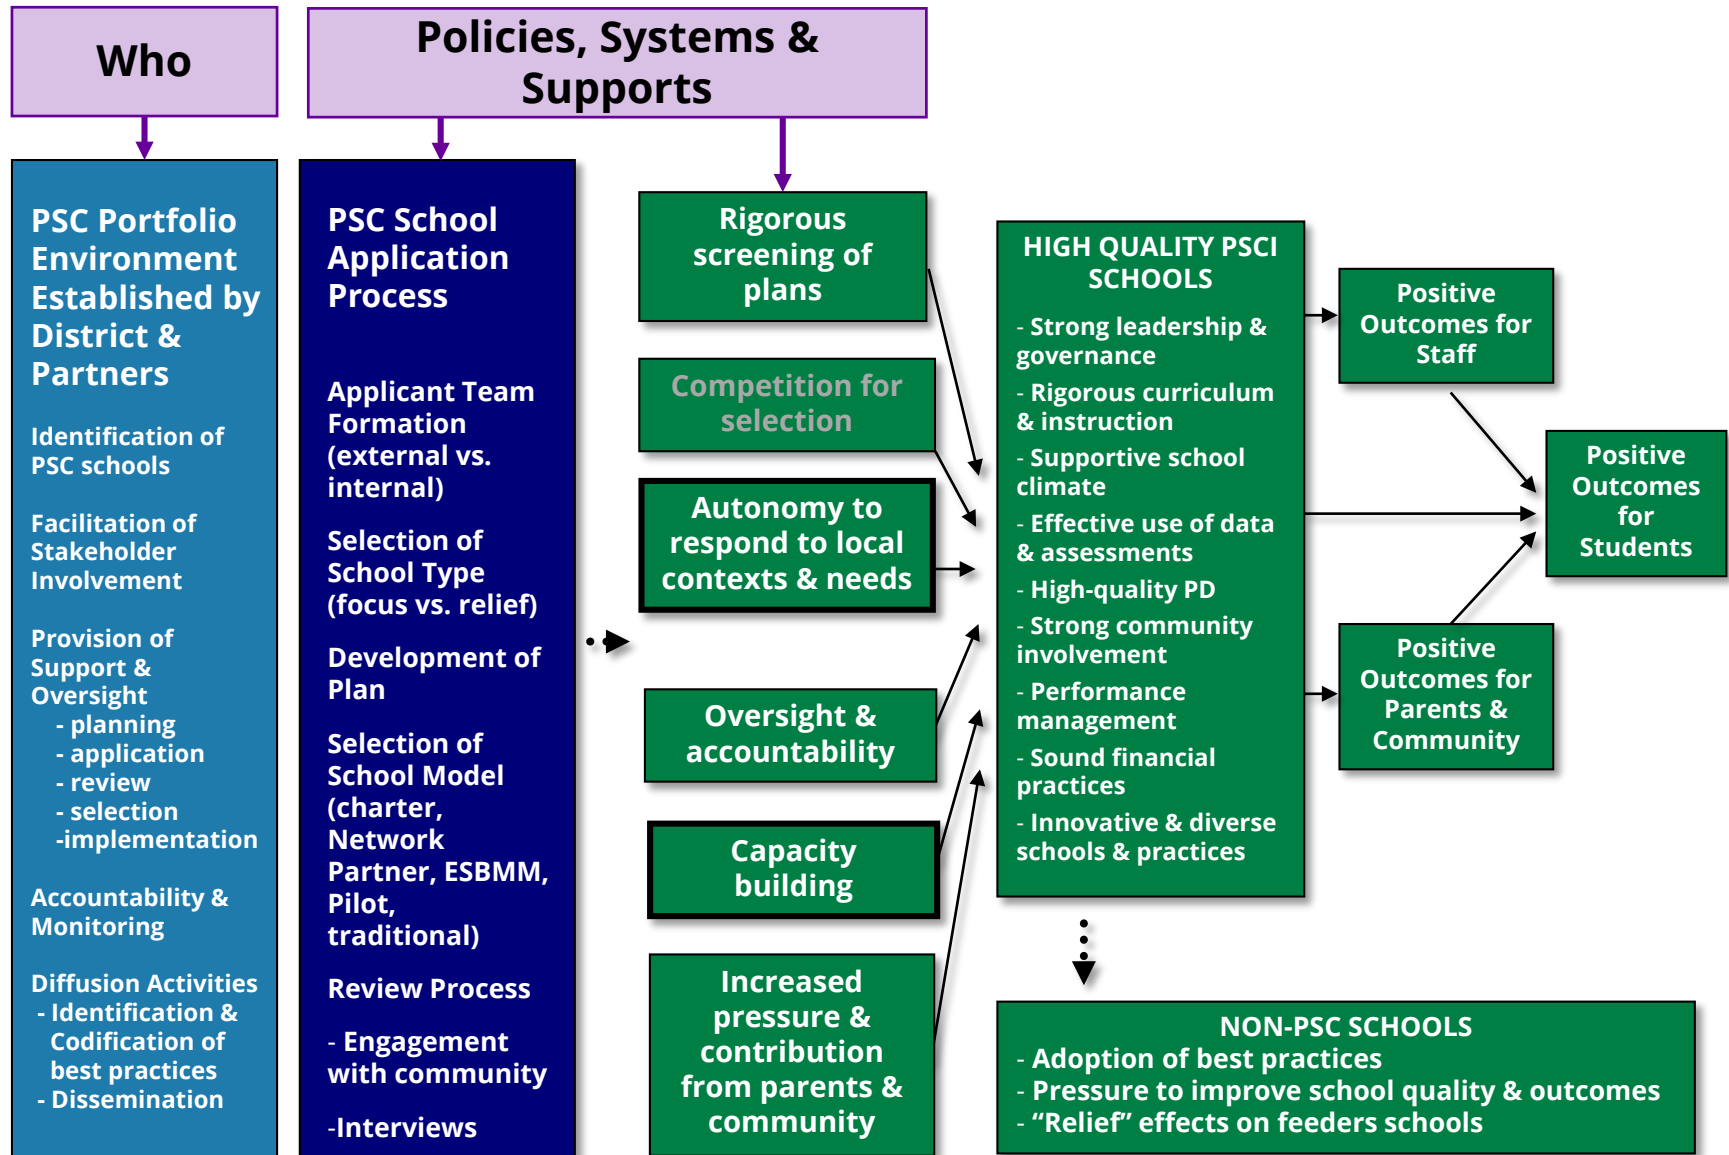 Who
Policies, Systems &
Supports
PSC Portfolio
Environment
Established by
District &
Partners
Identification of
PSC schools
Facilitation of
Stakeholder
Involvement
Provision of
Support &
Oversight
- planning
- application
- review
- selection
-implementation
Accountability &
Monitoring
Diffusion Activities
- Identification &
Codification of
best practices
- Dissemination
PSC School
Application
Process
Applicant Team
Formation
(external vs.
internal)
Selection of
School Type
(focus vs. relief)
Development of
Plan
Selection of
School Model
(charter,
Network
Partner, ESBMM,
Pilot,
traditional)
Review Process
- Engagement
with community
-Interviews
Rigorous
screening of
plans
Competition for
selection
Autonomy to
respond to local
contexts & needs
Oversight &
accountability
Capacity
building
Increased
pressure &
contribution
from parents &
community
HIGH QUALITY PSCI
SCHOOLS
- Strong leadership &
governance
- Rigorous curriculum
& instruction
- Supportive school
climate
- Effective use of data
& assessments
- High-quality PD
- Strong community
involvement
- Performance
management
- Sound financial
practices
- Innovative & diverse
schools & practices
Positive
Outcomes for
Staff
Positive
Outcomes
for
Students
Positive
Outcomes for
Parents &
Community
NON-PSC SCHOOLS
- Adoption of best practices
- Pressure to improve school quality & outcomes
- “Relief” effects on feeders schools